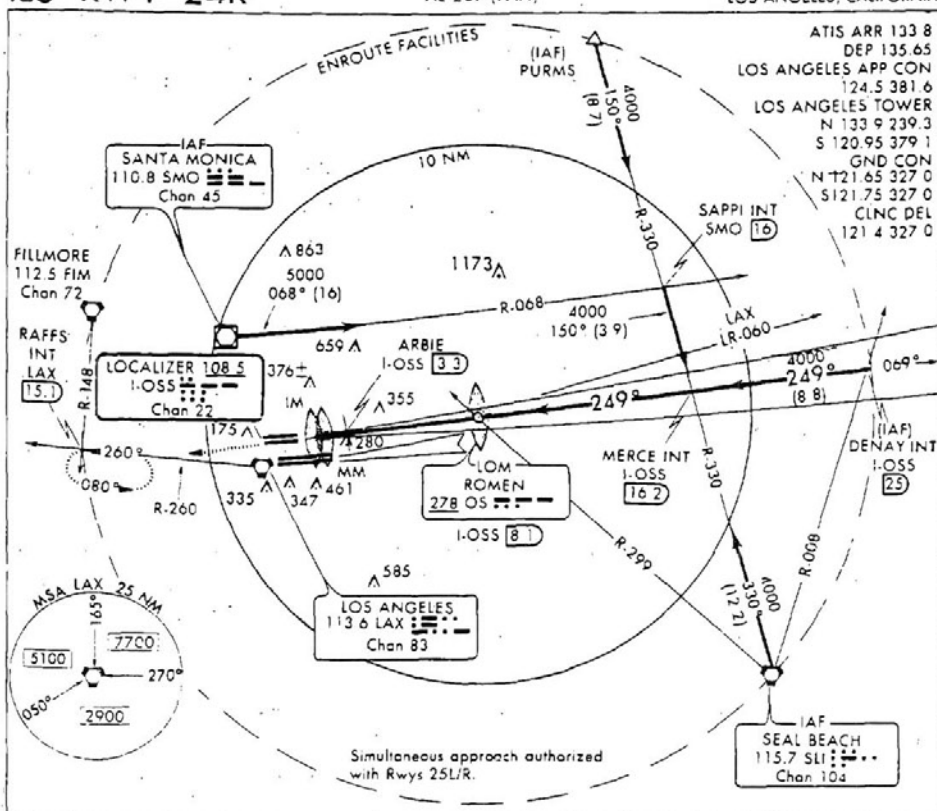 ENROUTE FACILITIES
(IAF)
PURMS
4000
150°
(8.7)
ATIS ARR 133 8
DEP 135.65
LOS ANGELES APP CON
124.5 381.6
LOS ANGELES TOWER
N 133 9 239.3
S 120.95 379 1
GND CON
N 121.65 327 0
S121.75 327 0
CLNC DEL
121 4 327 0
IAF
SANTA MONICA
110.8 SMO
Chan 45
10 NM
R-330
SAPPI INT
SMO 16
FILLMORE
112.5 FIM
Chan 72
863
1173
5000
068° (16)
R-068
4000
150° (3 9)
LAX
LR-060
RAFFS
INT
LAX
15.1
R-148
659
LOCALIZER 108 5
I-OSS
Chan 22
376±
ARBIE
I-OSS 3 3
4000
069°
249°
249°
(8 8)
IM
355
175
280
260°
MM
080°
R-260
335
347
461
LOM
ROMEN
278 OS
I-OSS 8 1
MERCE INT
I-OSS
16 2
R-330
(IAF)
DENAY INT
I-OSS
25
R-299
R-008
585
4000
330°
(12 2)
LOS ANGELES
113 6 LAX
Chan 83
MSA LAX 25 NM
165°
5100
7700
270°
050°
2900
Simultaneous approach authorized
with Rwys 25L/R.
IAF
SEAL BEACH
115.7 SLI
Chan 104